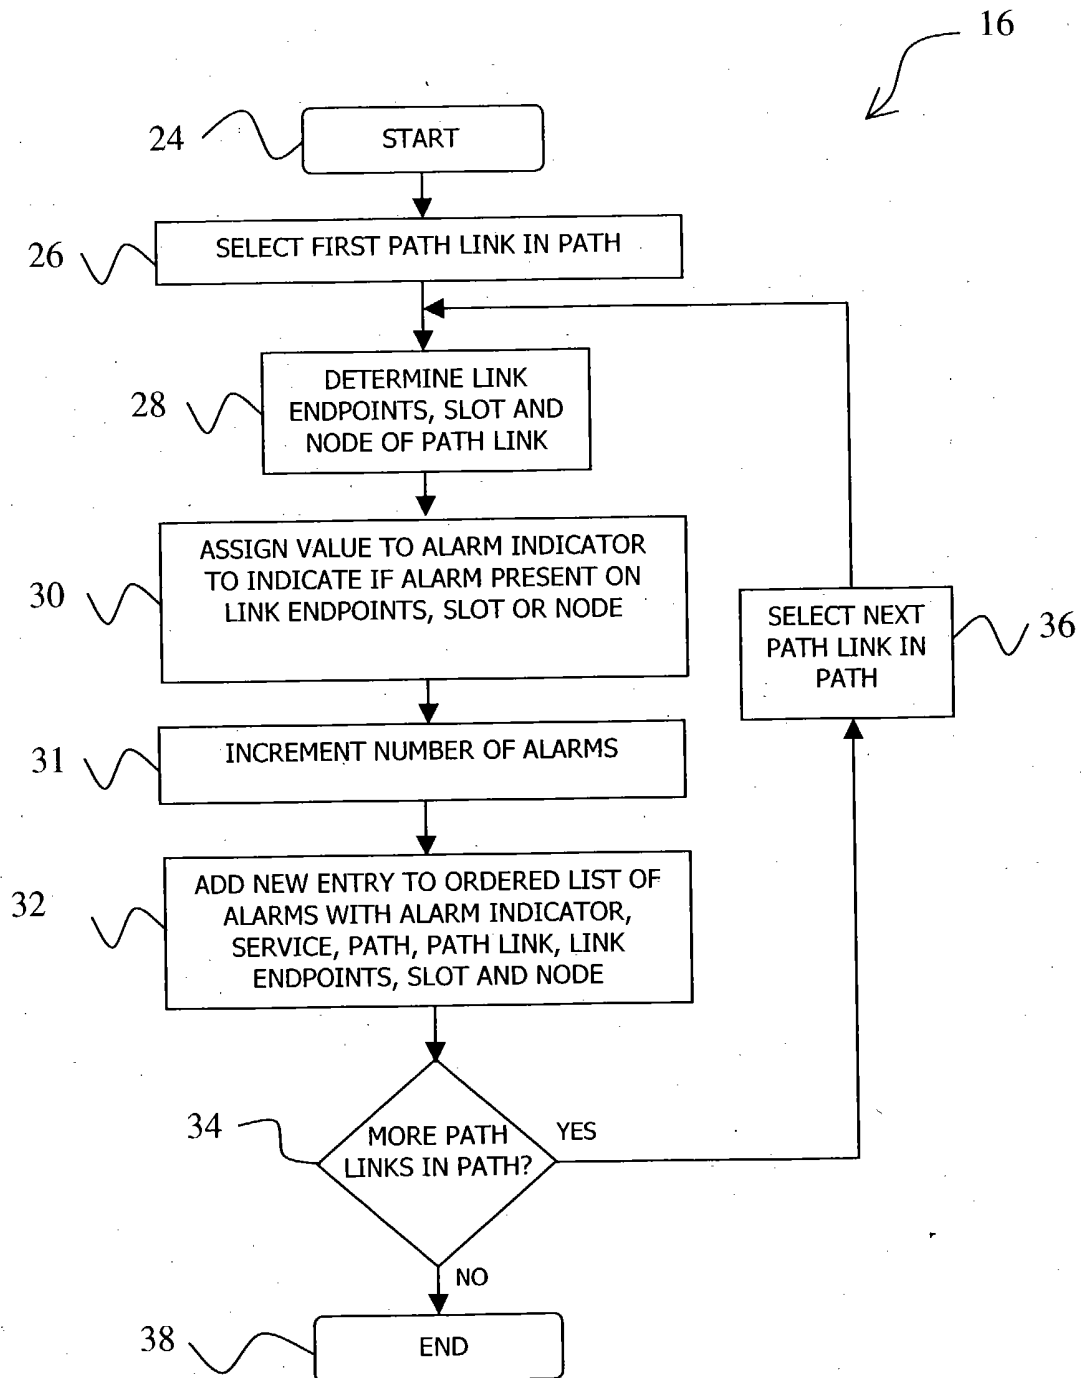 16
24
START
26
SELECT FIRST PATH LINK IN PATH
28
DETERMINE LINK
ENDPOINTS, SLOT AND
NODE OF PATH LINK
30
ASSIGN VALUE TO ALARM INDICATOR
TO INDICATE IF ALARM PRESENT ON
LINK ENDPOINTS, SLOT OR NODE
SELECT NEXT
PATH LINK IN
PATH
36
31
INCREMENT NUMBER OF ALARMS
32
ADD NEW ENTRY TO ORDERED LIST OF
ALARMS WITH ALARM INDICATOR,
SERVICE, PATH, PATH LINK, LINK
ENDPOINTS, SLOT AND NODE
34
MORE PATH
LINKS IN PATH?
YES
NO
38
END